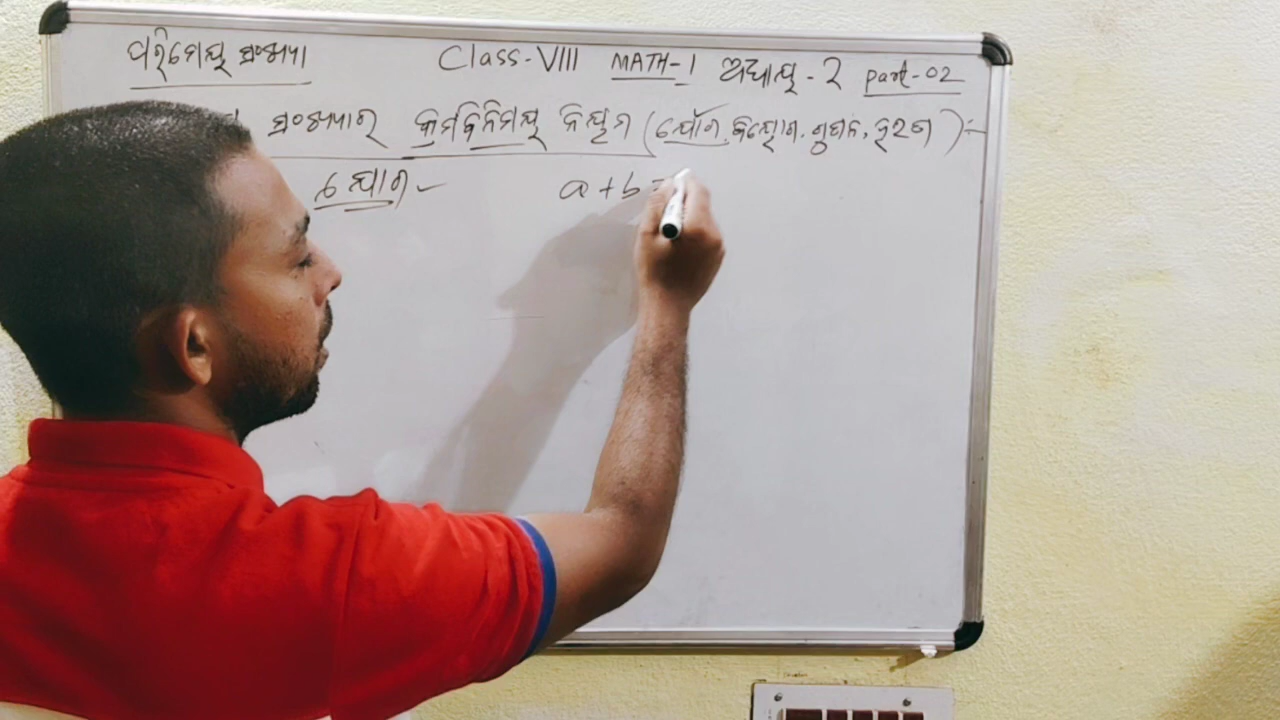 ପରିମେୟ ସଂଖ୍ୟା Class-VIII MATH-1 ଅଧ୍ୟାୟ-୨ part-02
ସଂଖ୍ୟାର କ୍ରମବିନିମୟ ନିୟମ (ଯୋଗ, ବିୟୋଗ, ଗୁଣନ, ହରଣ):-
ଯୋଗ- a+b=